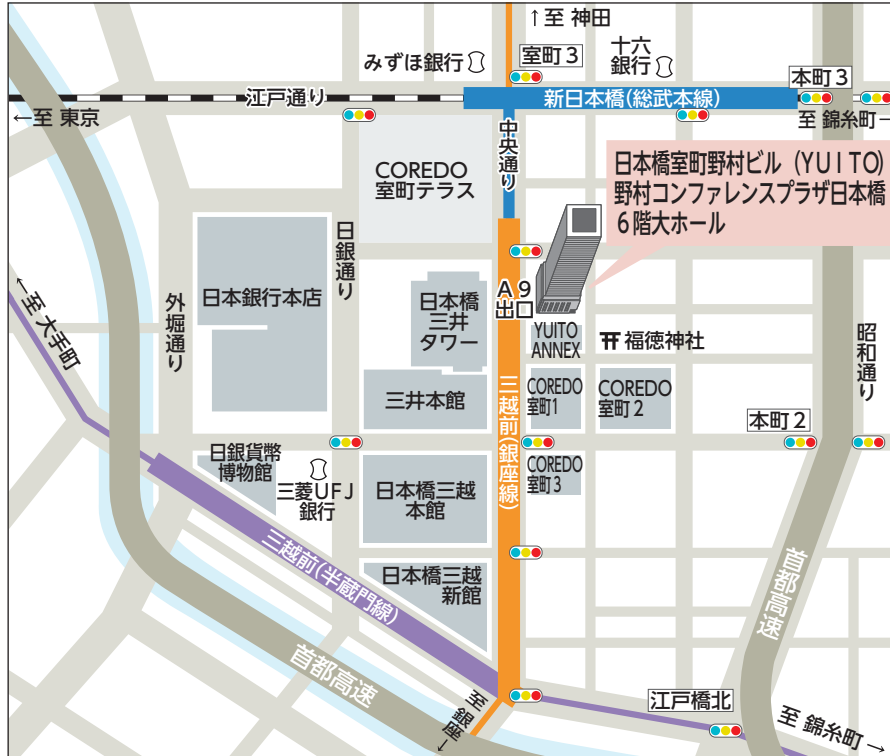 ↑至 神田
みずほ銀行
室町3
十六
銀行
本町3
江戸通り
新日本橋(総武本線)
←至 東京
至 錦糸町→
中央通り
COREDO
室町テラス
日本橋室町野村ビル（YUITO）
野村コンファレンスプラザ日本橋
6階大ホール
日銀通り
外堀通り
日本銀行本店
日本橋
三井
タワー
A9
出口
YUITO
ANNEX
福徳神社
昭和通り
←至 大手町
三井本館
三越前(銀座線)
COREDO
室町1
COREDO
室町2
本町2
日銀貨幣
博物館
三菱UFJ
銀行
日本橋三越
本館
COREDO
室町3
三越前(半蔵門線)
日本橋三越
新館
首都高速
首都高速
至 銀座→
江戸橋北
至 錦糸町→